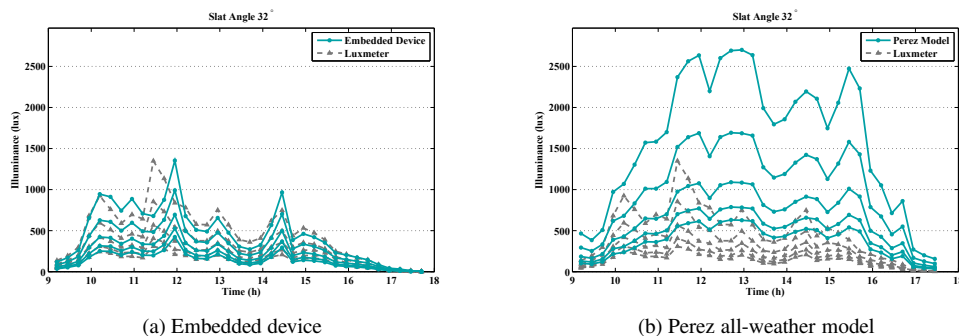 Slat Angle 32°
Embedded Device
Luxmeter
Illuminance (lux)
2500
2000
1500
1000
500
0
9 10 11 12 13 14 15 16 17 18
Time (h)
(a) Embedded device
Slat Angle 32°
Perez Model
Luxmeter
Illuminance (lux)
2500
2000
1500
1000
500
0
9 10 11 12 13 14 15 16 17 18
Time (h)
(b) Perez all-weather model